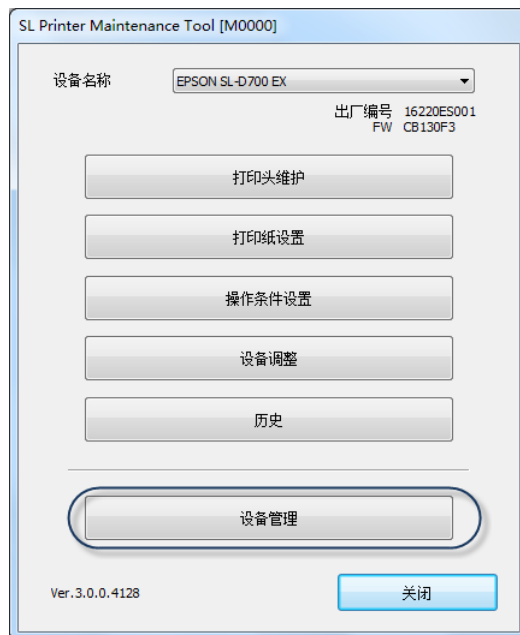 SL Printer Maintenance Tool [M0000]
设备名称 EPSON SL-D700 EX
出厂编号 16220ES001
FW CB130F3
打印头维护
打印纸设置
操作条件设置
设备调整
历史
设备管理
Ver.3.0.0.4128 关闭